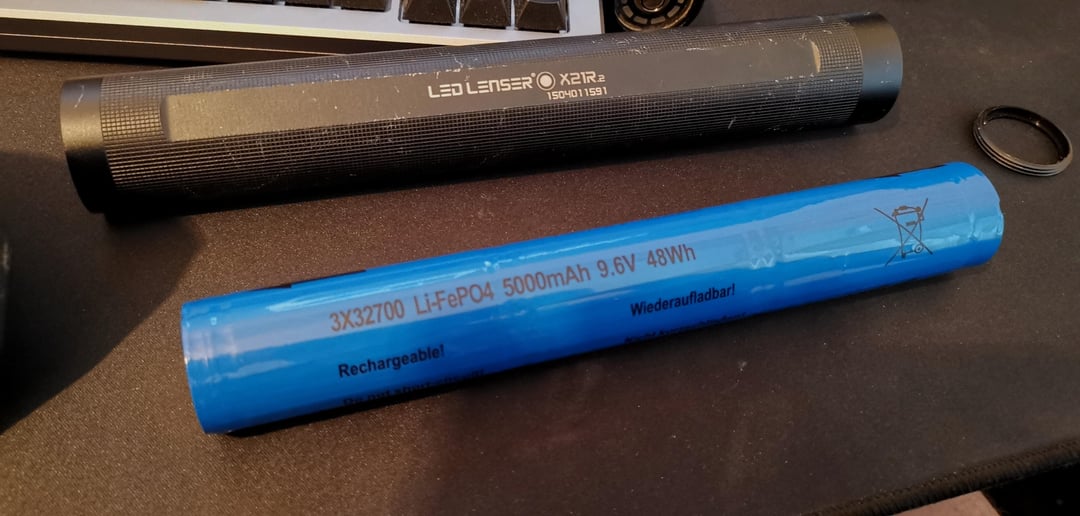 LED LENSER® X21R.2
1504011591
3X32700 Li-FePO4 5000mAh 9.6V 48Wh
Rechargeable!
Wiederaufladbar!